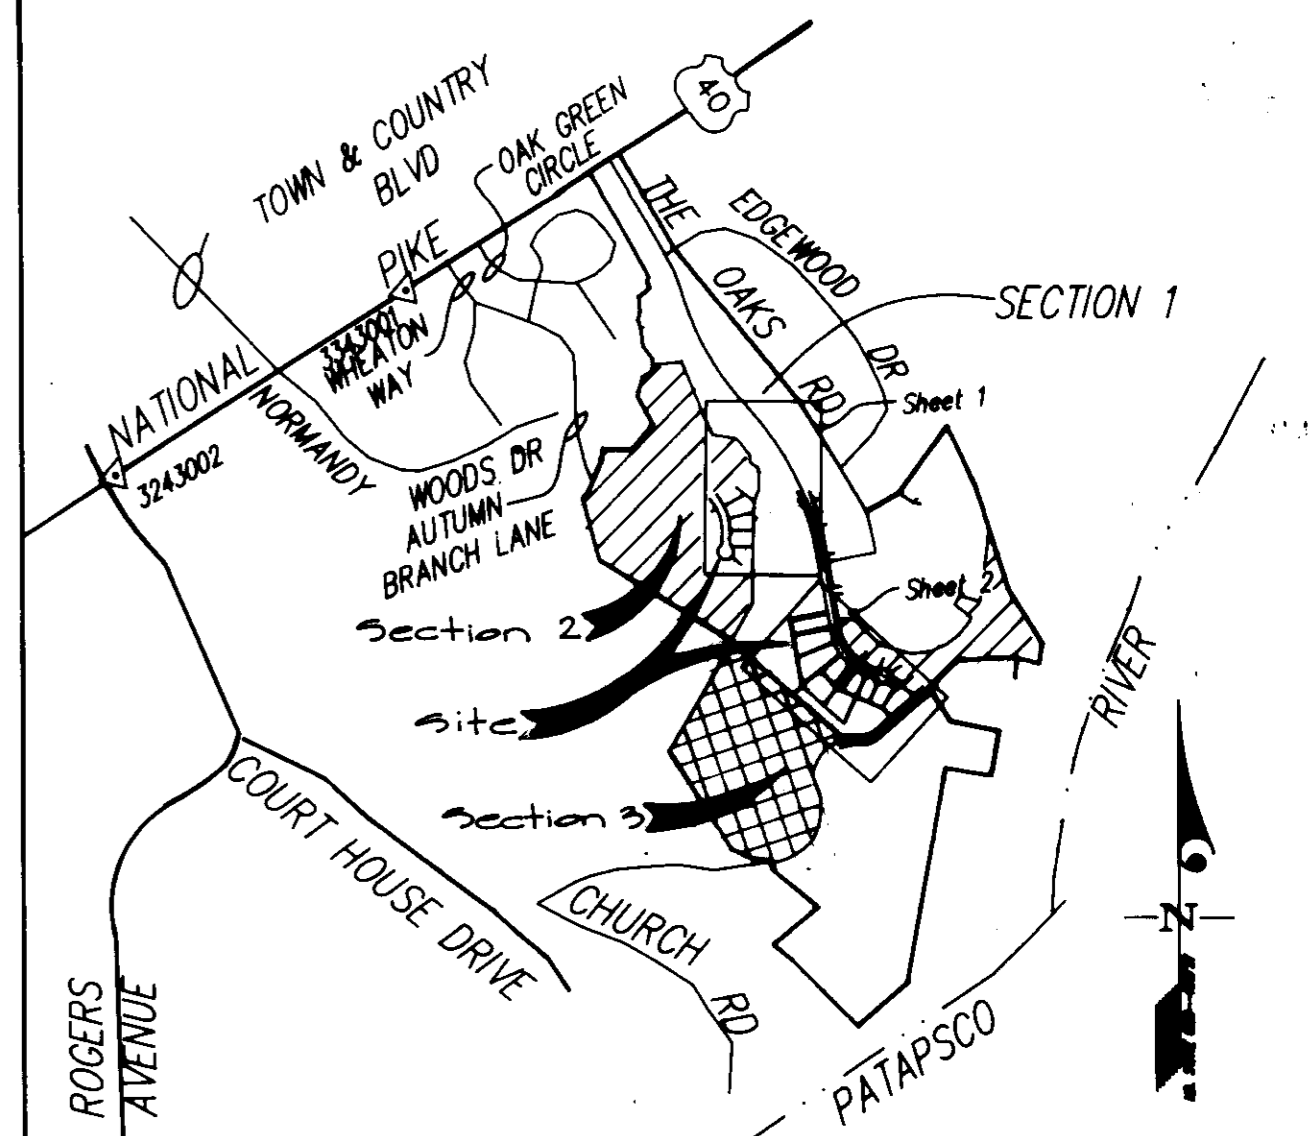 40
TOWN & COUNTRY
BLVD
OAK GREEN
CIRCLE
THE
OAKS
RD
EDGEWOOD
DR
SECTION 1
NATIONAL
PIKE
3343001
WHEATON
WAY
NORMANDY
WOODS DR
3243002
Sheet 1
AUTUMN
BRANCH LANE
Sheet 2
Section 2
Site
RIVER
Section 3
COURT HOUSE DRIVE
CHURCH
RD
N
ROGERS
AVENUE
PATAPSCO